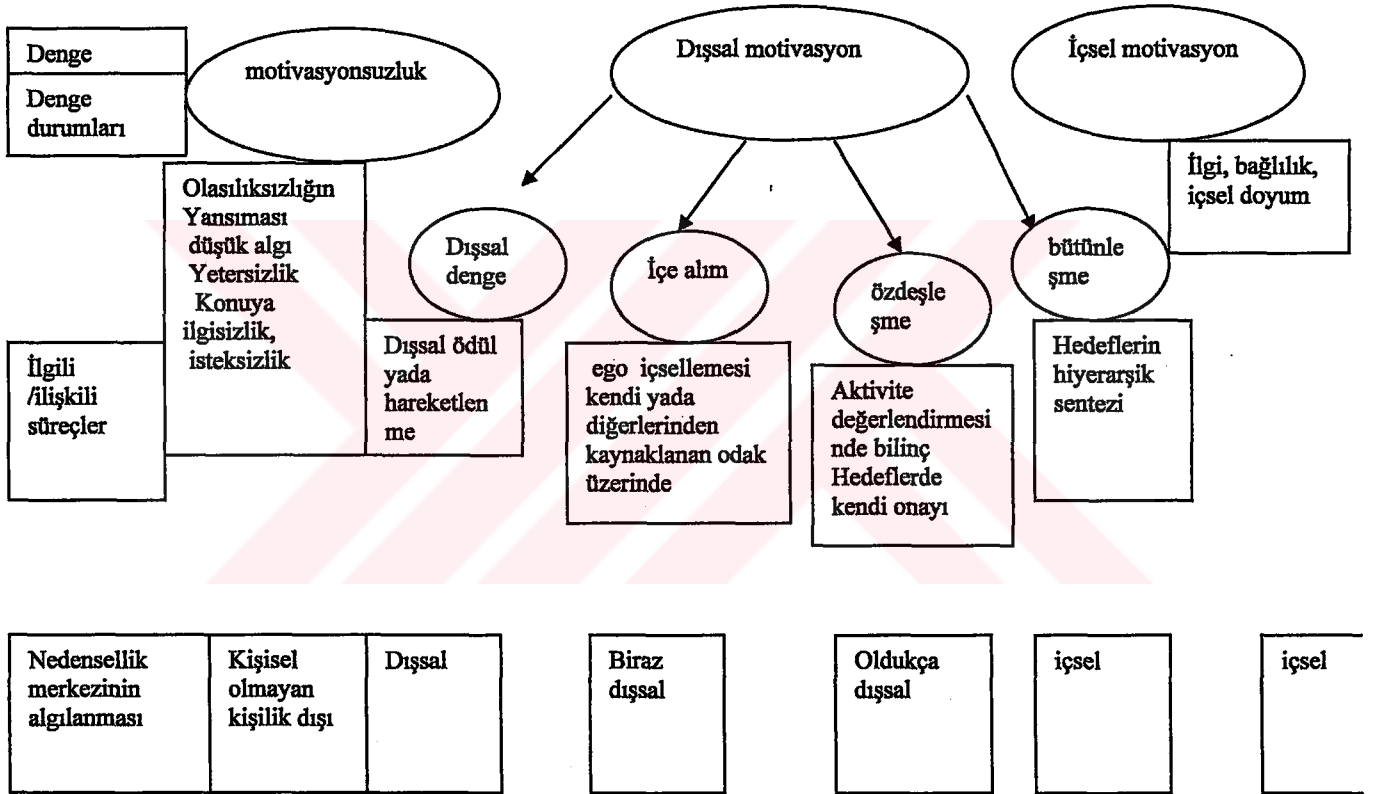 Denge
Denge
durumları
motivasyonsuzluk
Dışsal motivasyon
İçsel motivasyon
Olasılıksızlığın
Yansıması
düşük algı
Yetersizlik
Konuya
ilgisizlik,
isteksizlik
Dışsal
denge
İçe alım
özdeşle
şme
bütünle
şme
İlgi, bağlılık,
içsel doyum
İlgili
/ilişkili
süreçler
Dışsal ödül
yada
hareketlen
me
ego içsellemesi
kendi yada
diğerlerinden
kaynaklanan odak
üzerinde
Aktivite
değerlendirmesi
nde bilinç
Hedeflerde
kendi onayı
Hedeflerin
hiyerarşik
sentezi
Nedensellik
merkezinin
algılanması
Kişisel
olmayan
kişilik dışı
Dışsal
Biraz
dışsal
Oldukça
dışsal
içsel
içsel